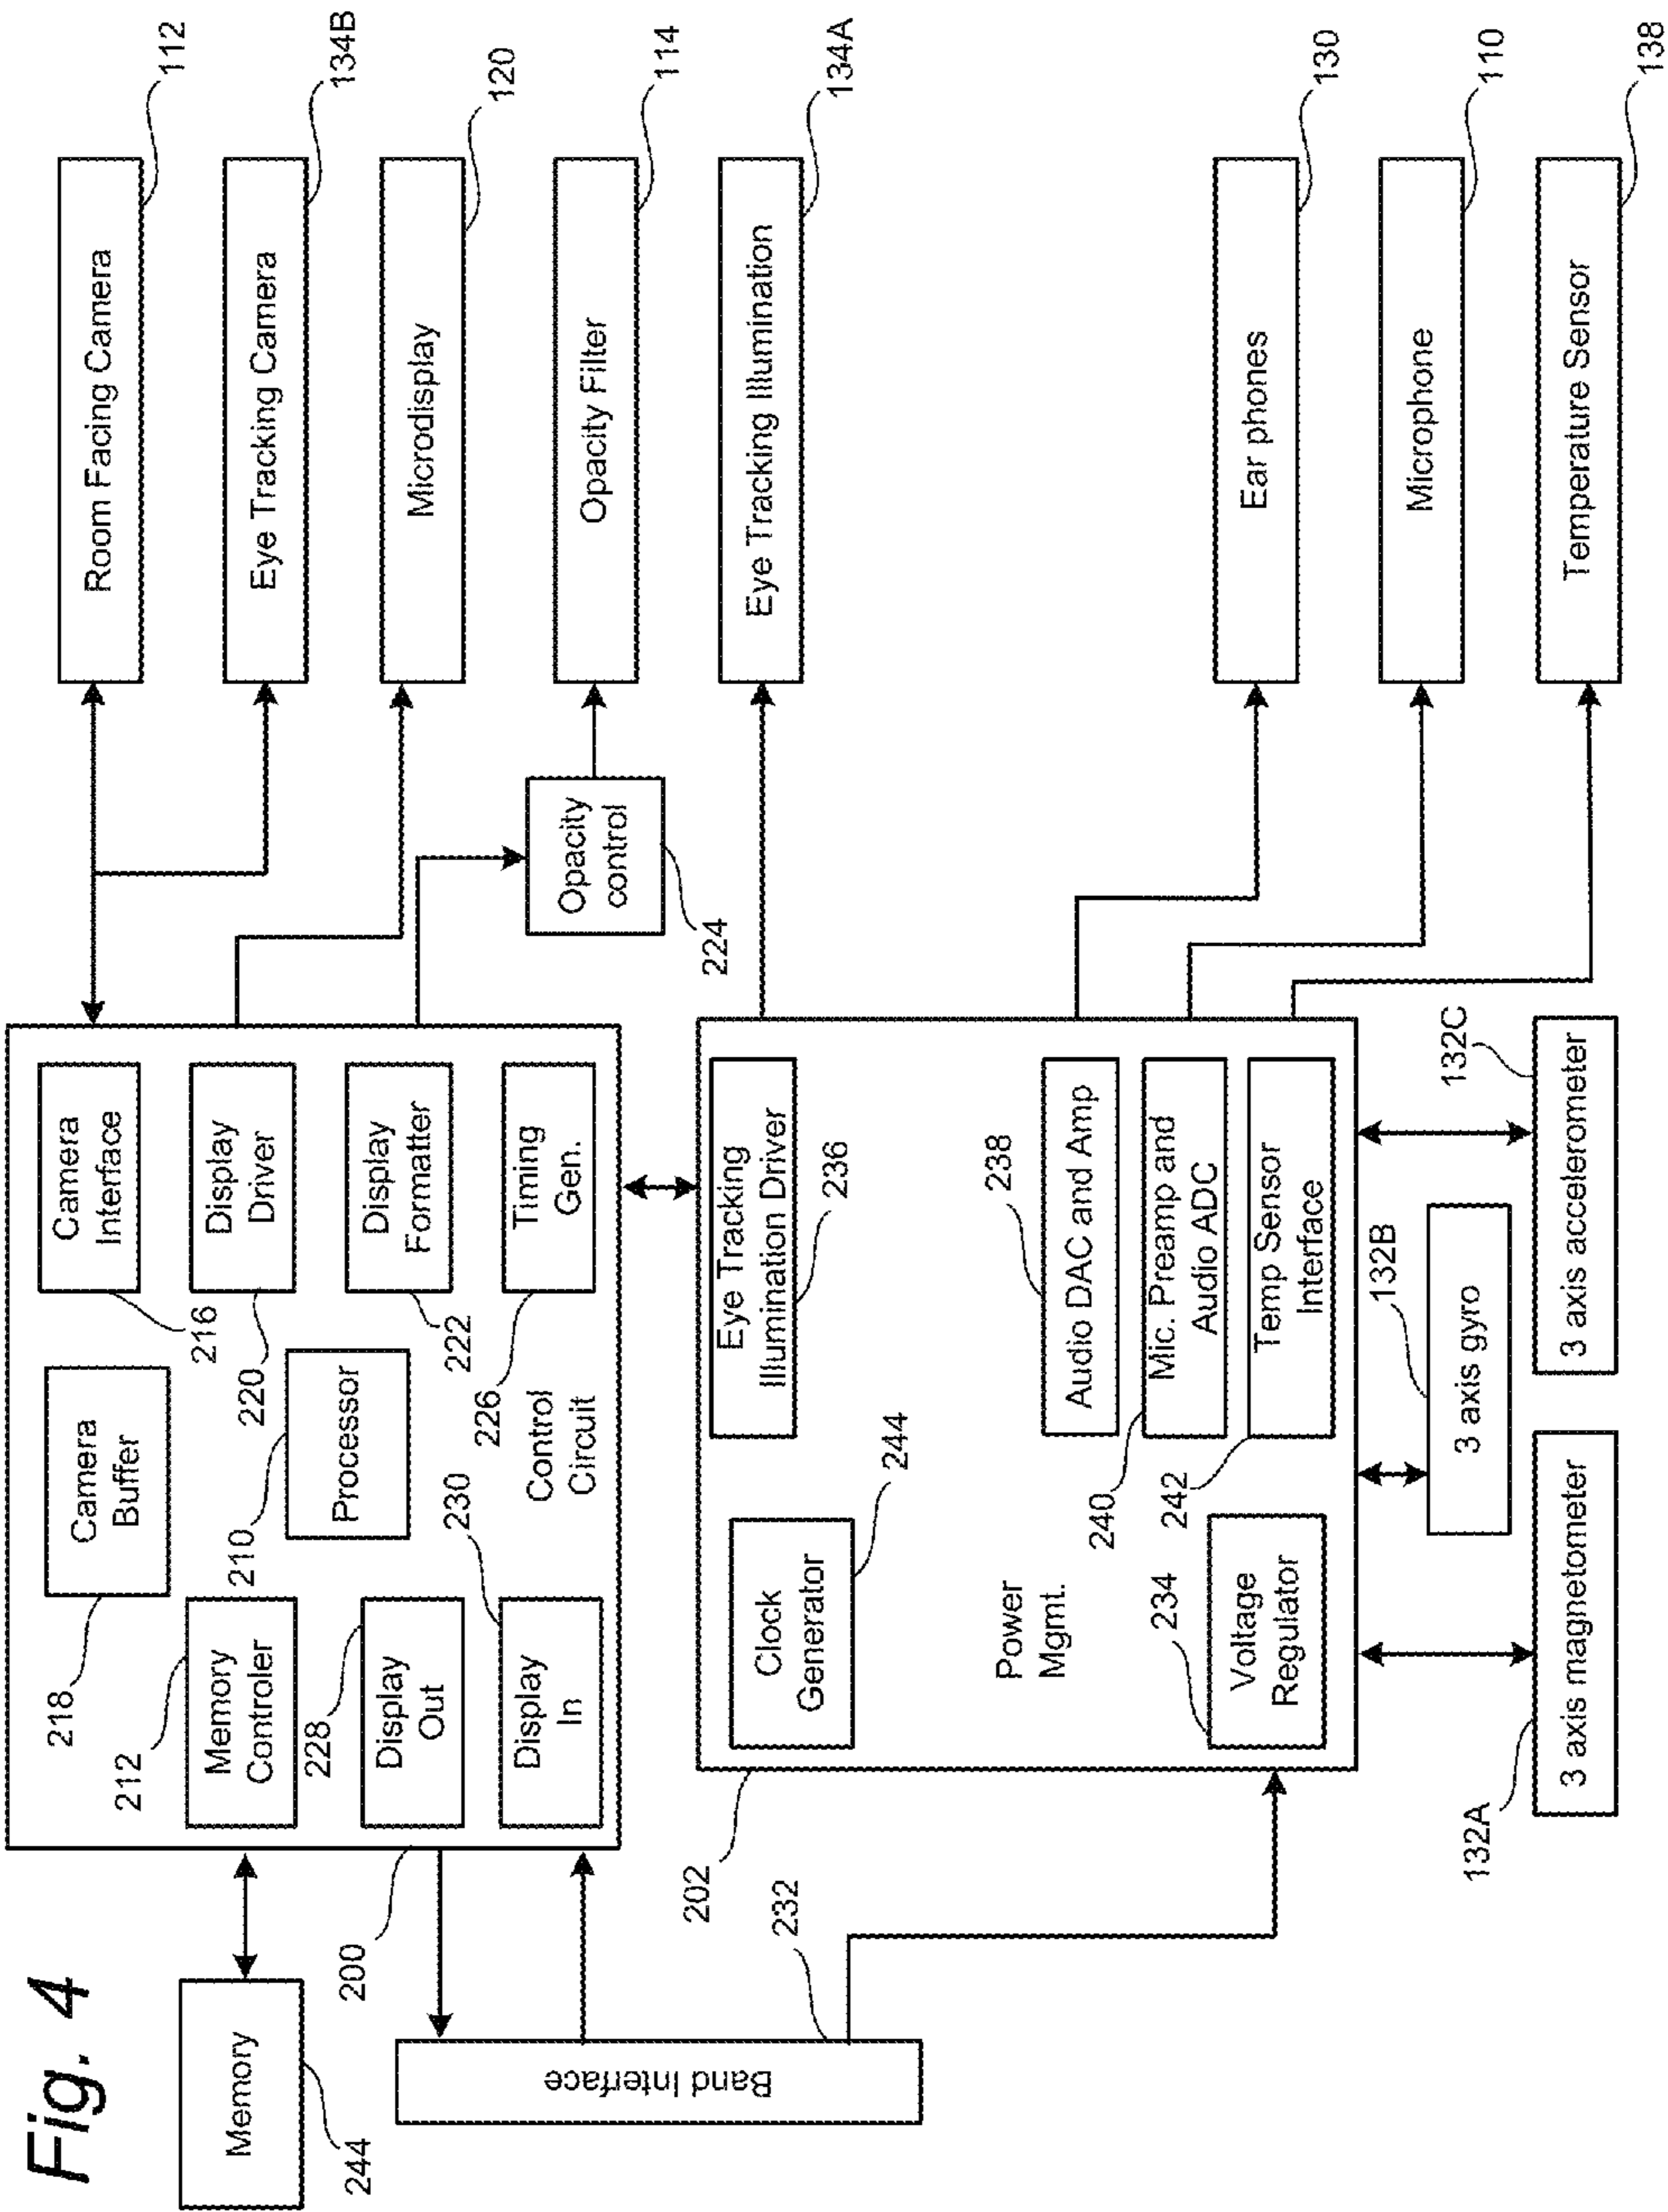 Fig. 4
Memory
244
Band Interface
232
200
202
218
Camera
Buffer
212
Memory
Controler
228
Display
Out
230
Display
In
210
Processor
Control
Circuit
Camera
Interface
216
Display
Driver
220
Display
Formatter
222
Timing
Gen.
226
Room Facing Camera
112
Eye Tracking Camera
134B
Microdisplay
120
Opacity
control
224
Opacity Filter
114
Eye Tracking Illumination
134A
Clock
Generator
244
Power
Mgmt.
234
Voltage
Regulator
Eye Tracking
Illumination Driver
236
238
Audio DAC and Amp
240
Mic. Preamp and
Audio ADC
242
Temp Sensor
Interface
Ear phones
130
Microphone
110
Temperature Sensor
138
132A
3 axis magnetometer
132B
3 axis gyro
132C
3 axis accelerometer